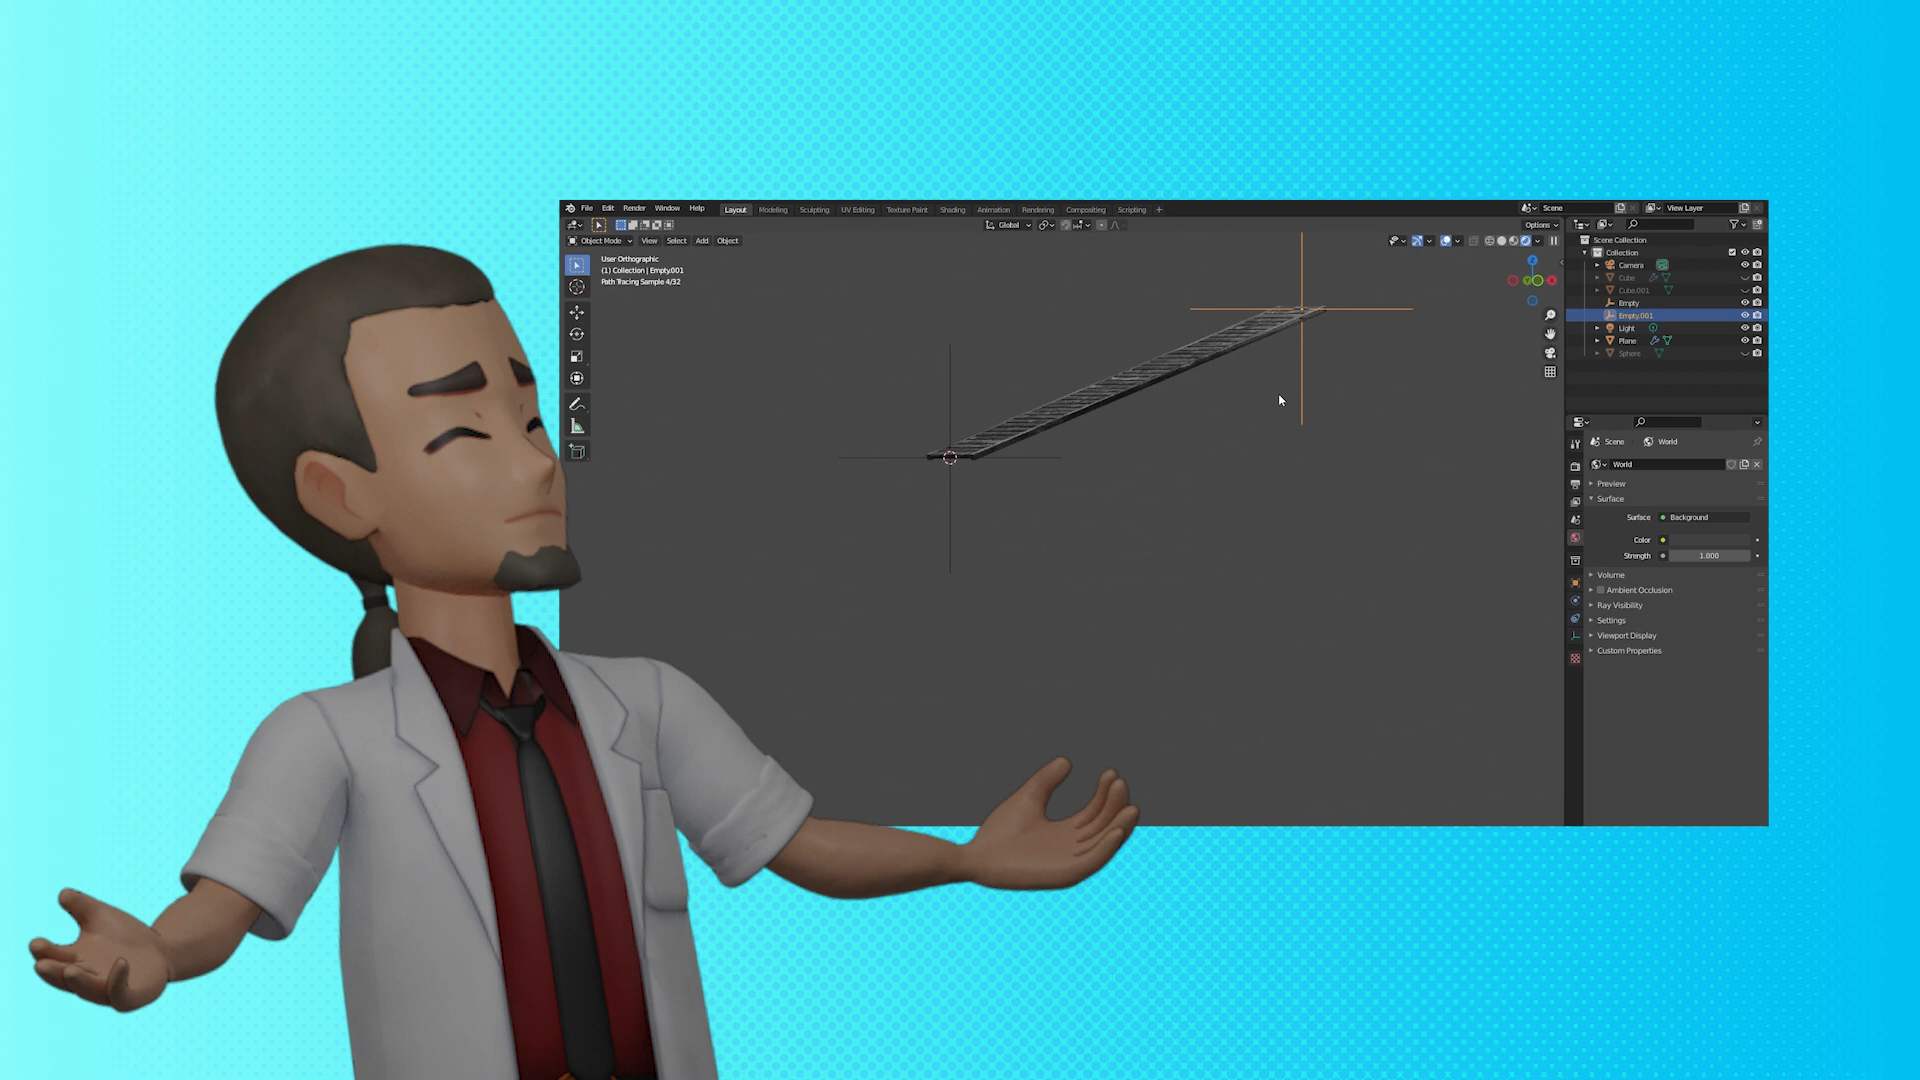 File Edit Render Window Help Layout Modeling Sculpting UV Editing Texture Paint Shading Animation Rendering Compositing Scripting + Scene View Layer
Global Options
Object Mode View Select Add Object
User Orthographic
(1) Collection | Empty.001
Path Tracing Sample 4/32
Z
Y
Scene Collection
Collection
Camera
Cube
Cube.001
Empty
Empty.001
Light
Plane
Sphere
Scene World
World
Preview
Surface
Surface Background
Color
Strength 1.000
Volume
Ambient Occlusion
Ray Visibility
Settings
Viewport Display
Custom Properties